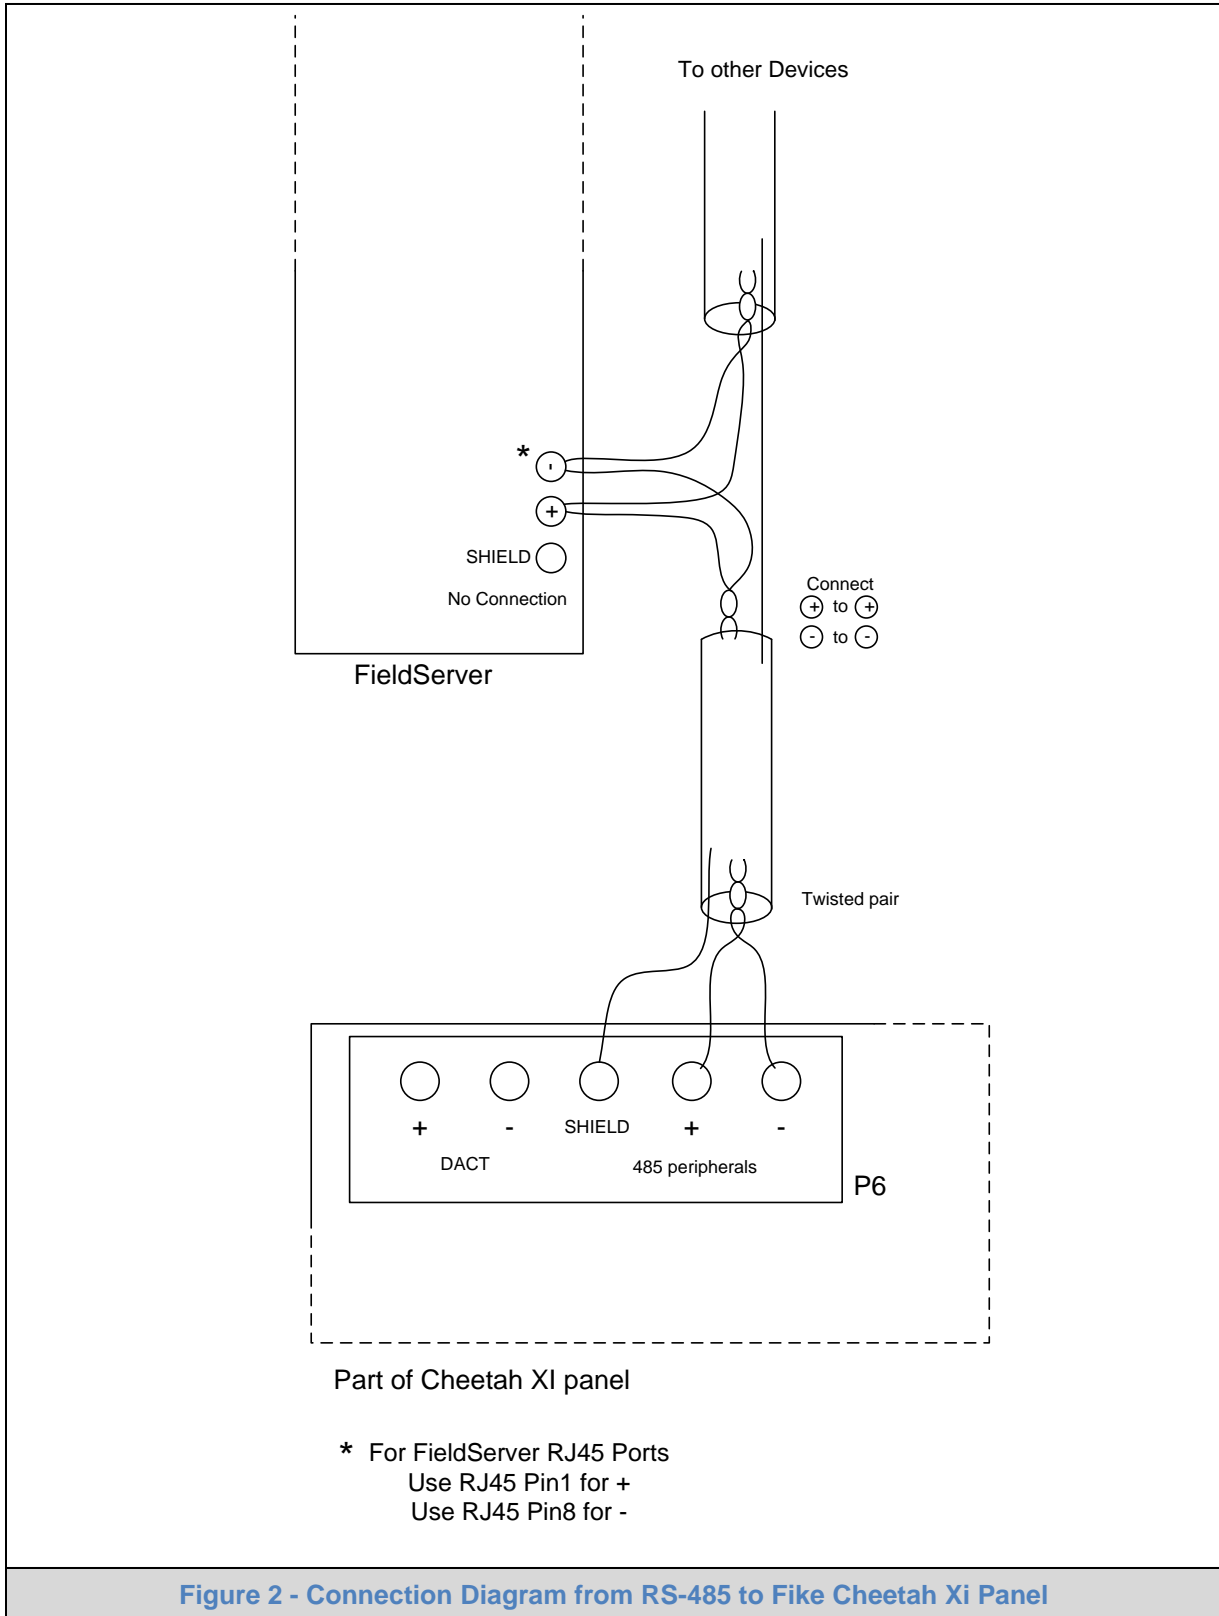 To other Devices
*
-
+
SHIELD
No Connection
Connect
+ to +
- to -
FieldServer
Twisted pair
+ - SHIELD + -
DACT 485 peripherals
P6
Part of Cheetah XI panel
* For FieldServer RJ45 Ports
Use RJ45 Pin1 for +
Use RJ45 Pin8 for -
Figure 2 - Connection Diagram from RS-485 to Fike Cheetah Xi Panel